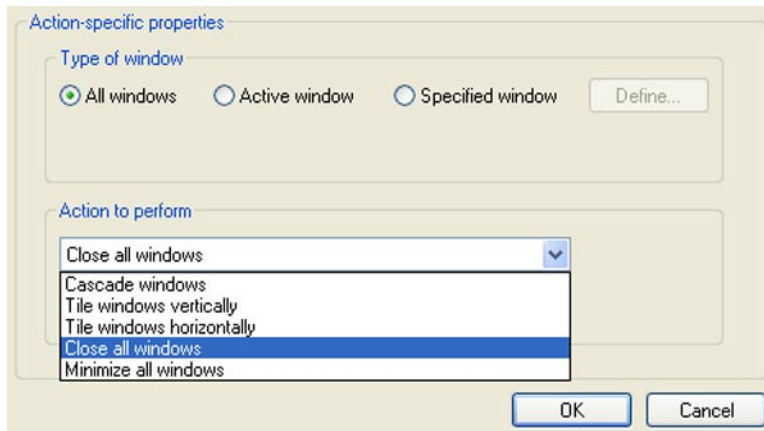 Action-specific properties
Type of window
All windows Active window Specified window Define...
Action to perform
Close all windows
Cascade windows
Tile windows vertically
Tile windows horizontally
Close all windows
Minimize all windows
OK Cancel